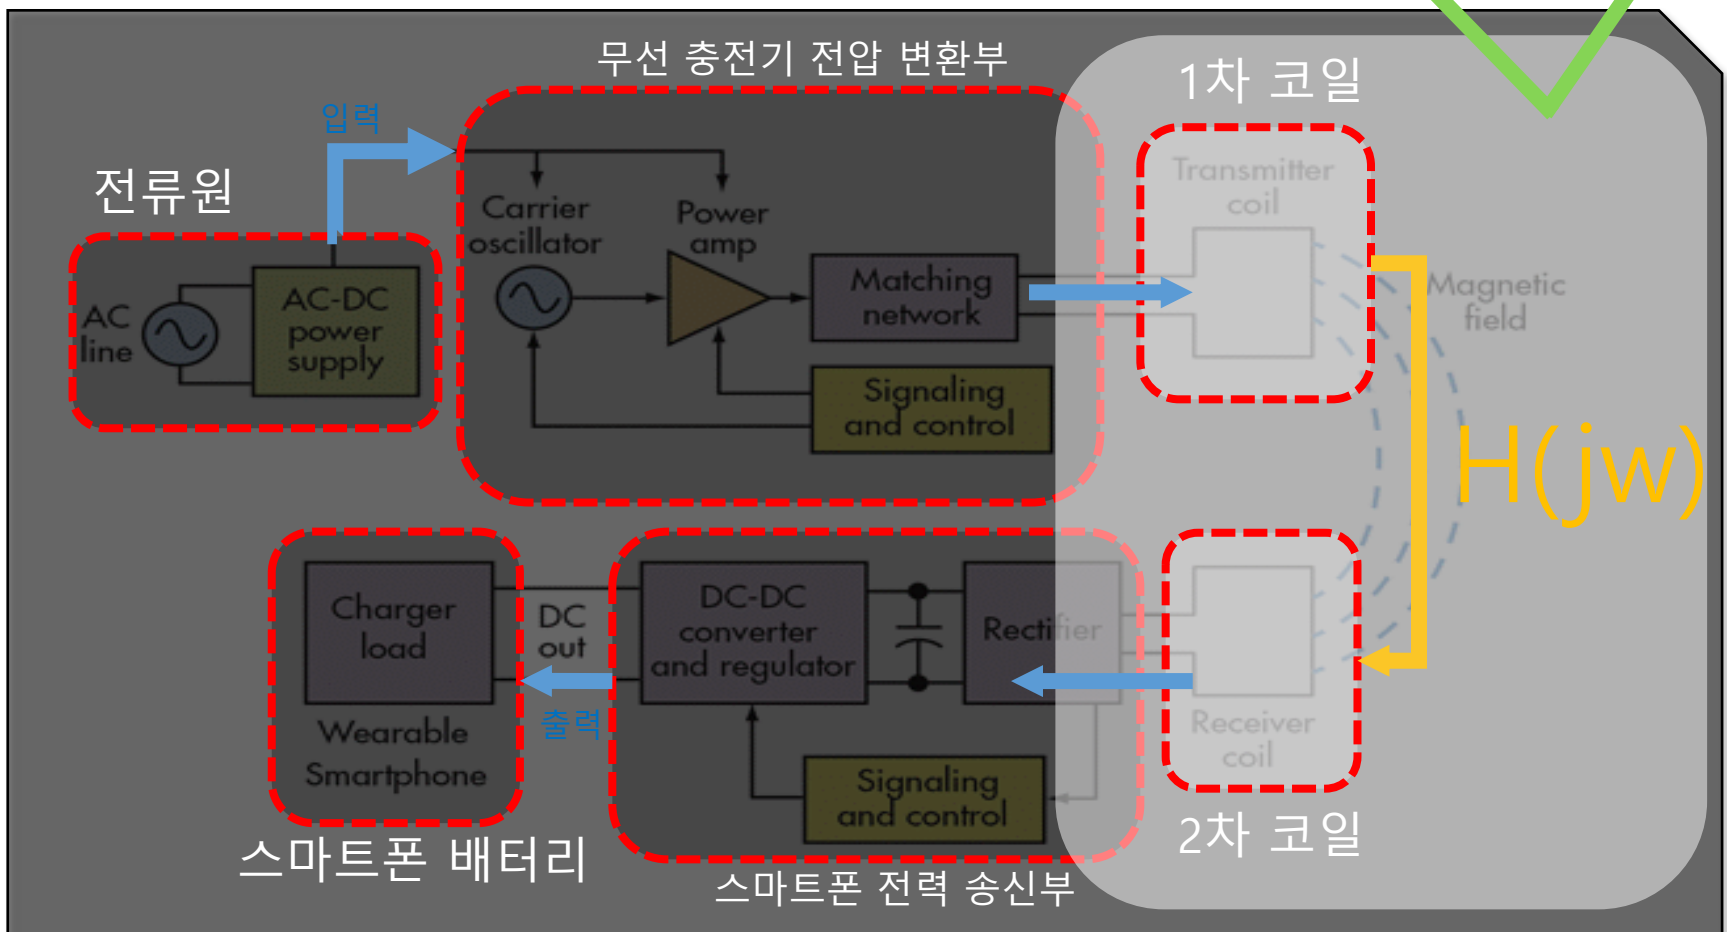 무선 충전기 전압 변환부
1차 코일
입력
전류원
Transmitter
coil
Carrier
oscillator
Power
amp
AC
line
AC-DC
power
supply
Matching
network
Magnetic
field
Signaling
and control
H(jw)
Charger
load
DC
out
DC-DC
converter
and regulator
Rectifier
출력
Wearable
Smartphone
Receiver
coil
Signaling
and control
스마트폰 배터리
2차 코일
스마트폰 전력 송신부